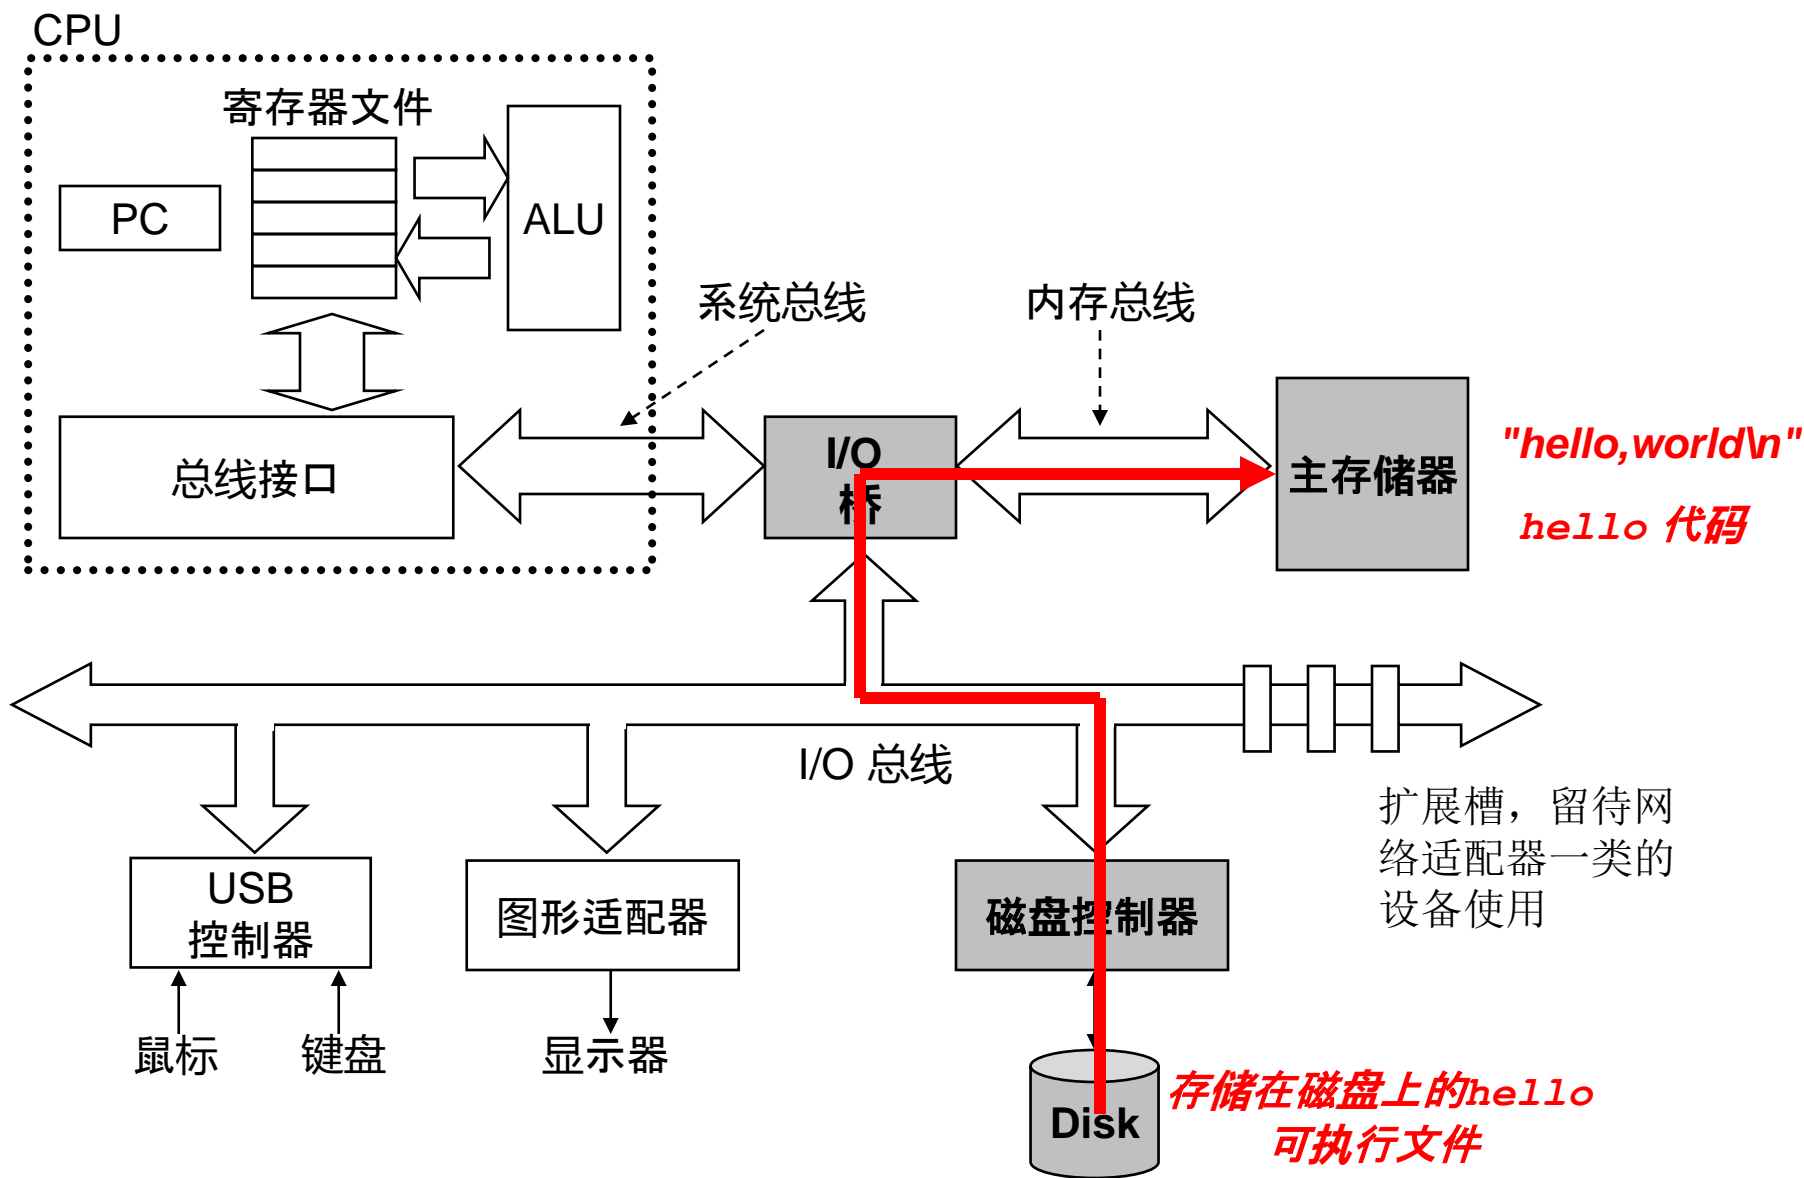 CPU
寄存器文件
PC
ALU
系统总线
内存总线
总线接口
I/O
桥
主存储器
"hello,world\n"
hello 代码
I/O 总线
扩展槽，留待网
络适配器一类的
设备使用
USB
控制器
图形适配器
磁盘控制器
鼠标
键盘
显示器
Disk
存储在磁盘上的hello
可执行文件